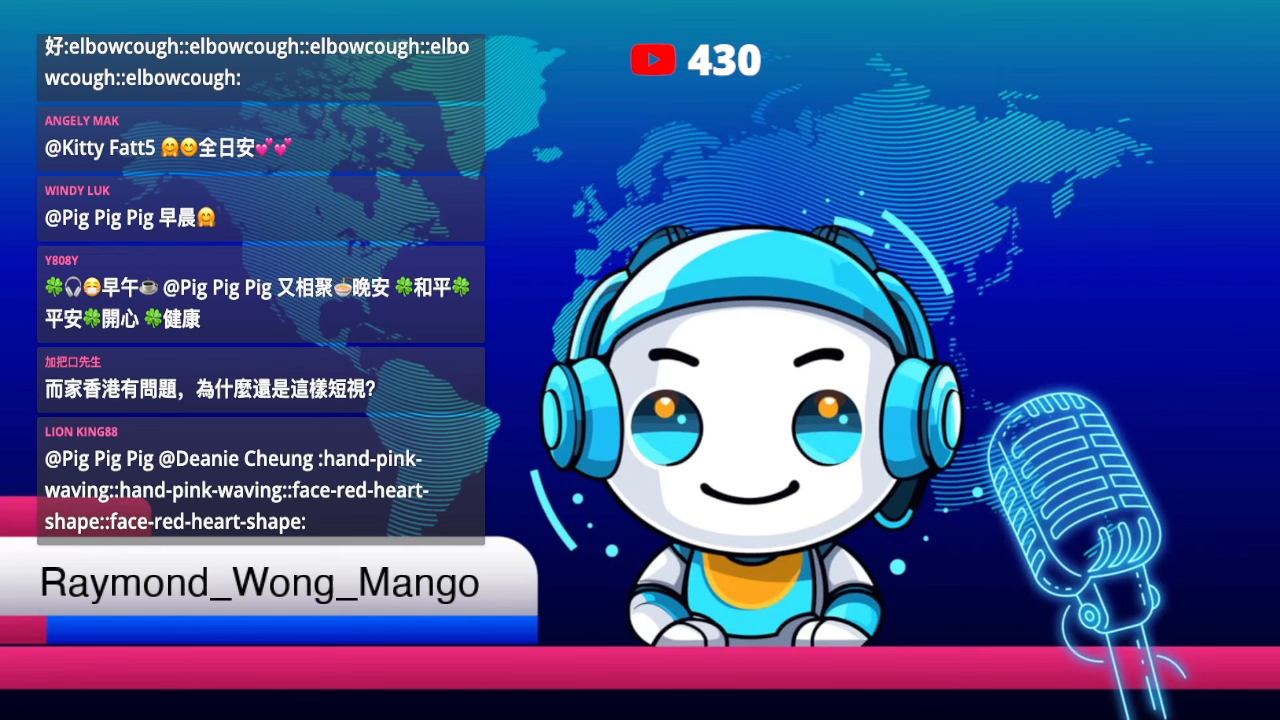 好:elbowcough::elbowcough::elbowcough::elbo
wcough::elbowcough:
ANGELY MAK
@Kitty Fatt5 🤗😊全日安💕💕
WINDY LUK
@Pig Pig Pig 早晨🤗
Y808Y
🍀🎧😷早午☕ @Pig Pig Pig 又相聚🍜晚安 🍀和平🍀
平安🍀開心 🍀健康
加把口先生
而家香港有問題，為什麼還是這樣短視?
LION KING88
@Pig Pig Pig @Deanie Cheung :hand-pink-
waving::hand-pink-waving::face-red-heart-
shape::face-red-heart-shape:
Raymond_Wong_Mango
430